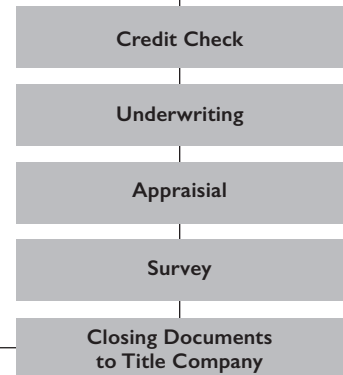 Credit Check
Underwriting
Appraisial
Survey
Closing Documents
to Title Company